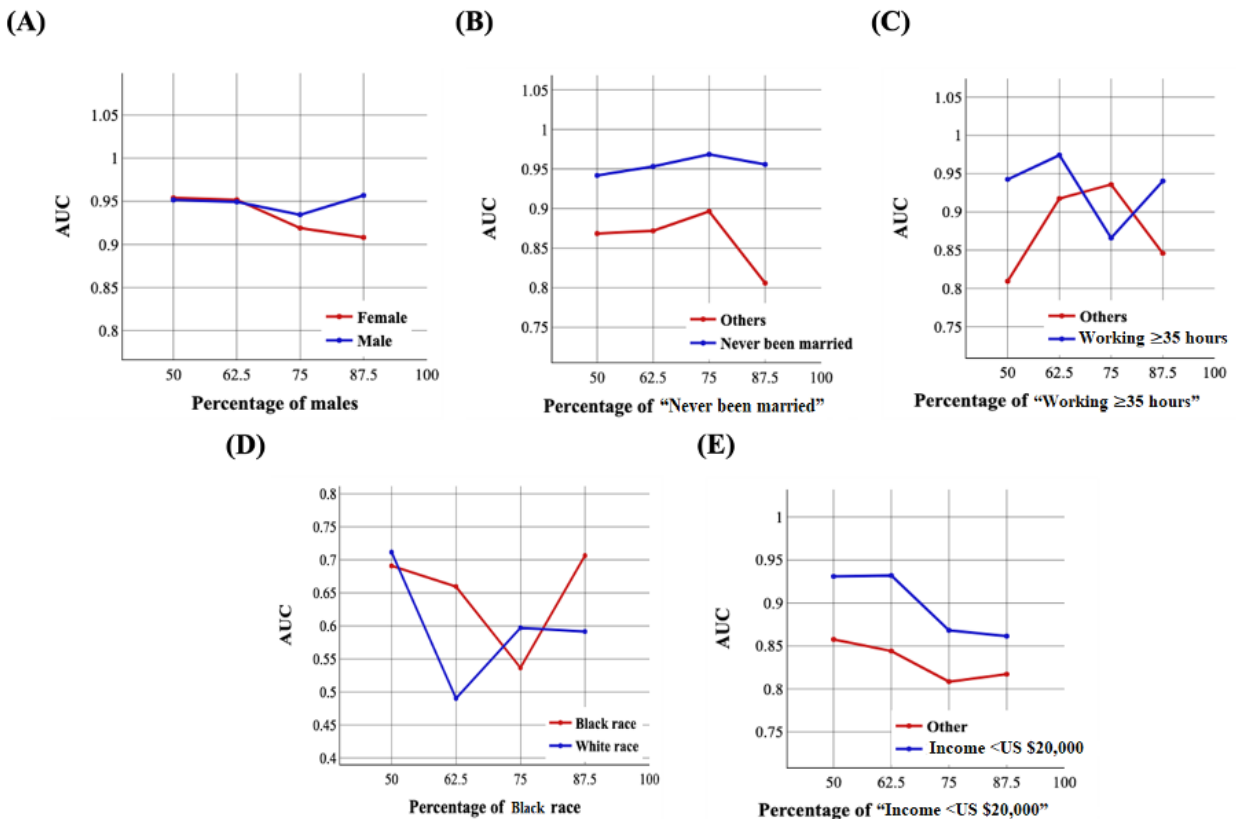 (A)
1.05
1
0.95
0.9
0.85
0.8
AUC
Female
Male
50 62.5 75 87.5 100
Percentage of males
(B)
1.05
1
0.95
0.9
0.85
0.8
0.75
AUC
Others
Never been married
50 62.5 75 87.5 100
Percentage of “Never been married”
(C)
1.05
1
0.95
0.9
0.85
0.8
0.75
AUC
Others
Working ≥35 hours
50 62.5 75 87.5 100
Percentage of “Working ≥35 hours”
(D)
0.8
0.75
0.7
0.65
0.6
0.55
0.5
0.45
0.4
AUC
Black race
White race
50 62.5 75 87.5 100
Percentage of Black race
(E)
1
0.95
0.9
0.85
0.8
0.75
AUC
Other
Income <US $20,000
50 62.5 75 87.5 100
Percentage of “Income <US $20,000”